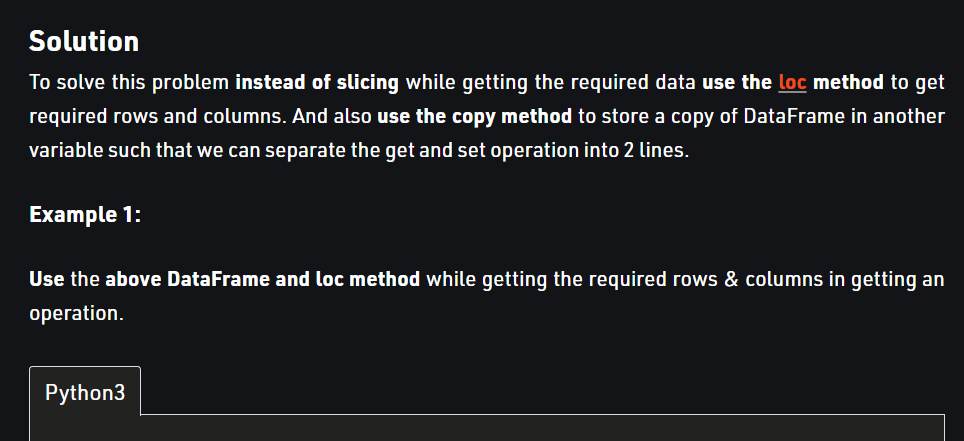 Solution
To solve this problem instead of slicing while getting the required data use the loc method to get
required rows and columns. And also use the copy method to store a copy of DataFrame in another
variable such that we can separate the get and set operation into 2 lines.
Example 1:
Use the above DataFrame and loc method while getting the required rows & columns in getting an
operation.
Python3